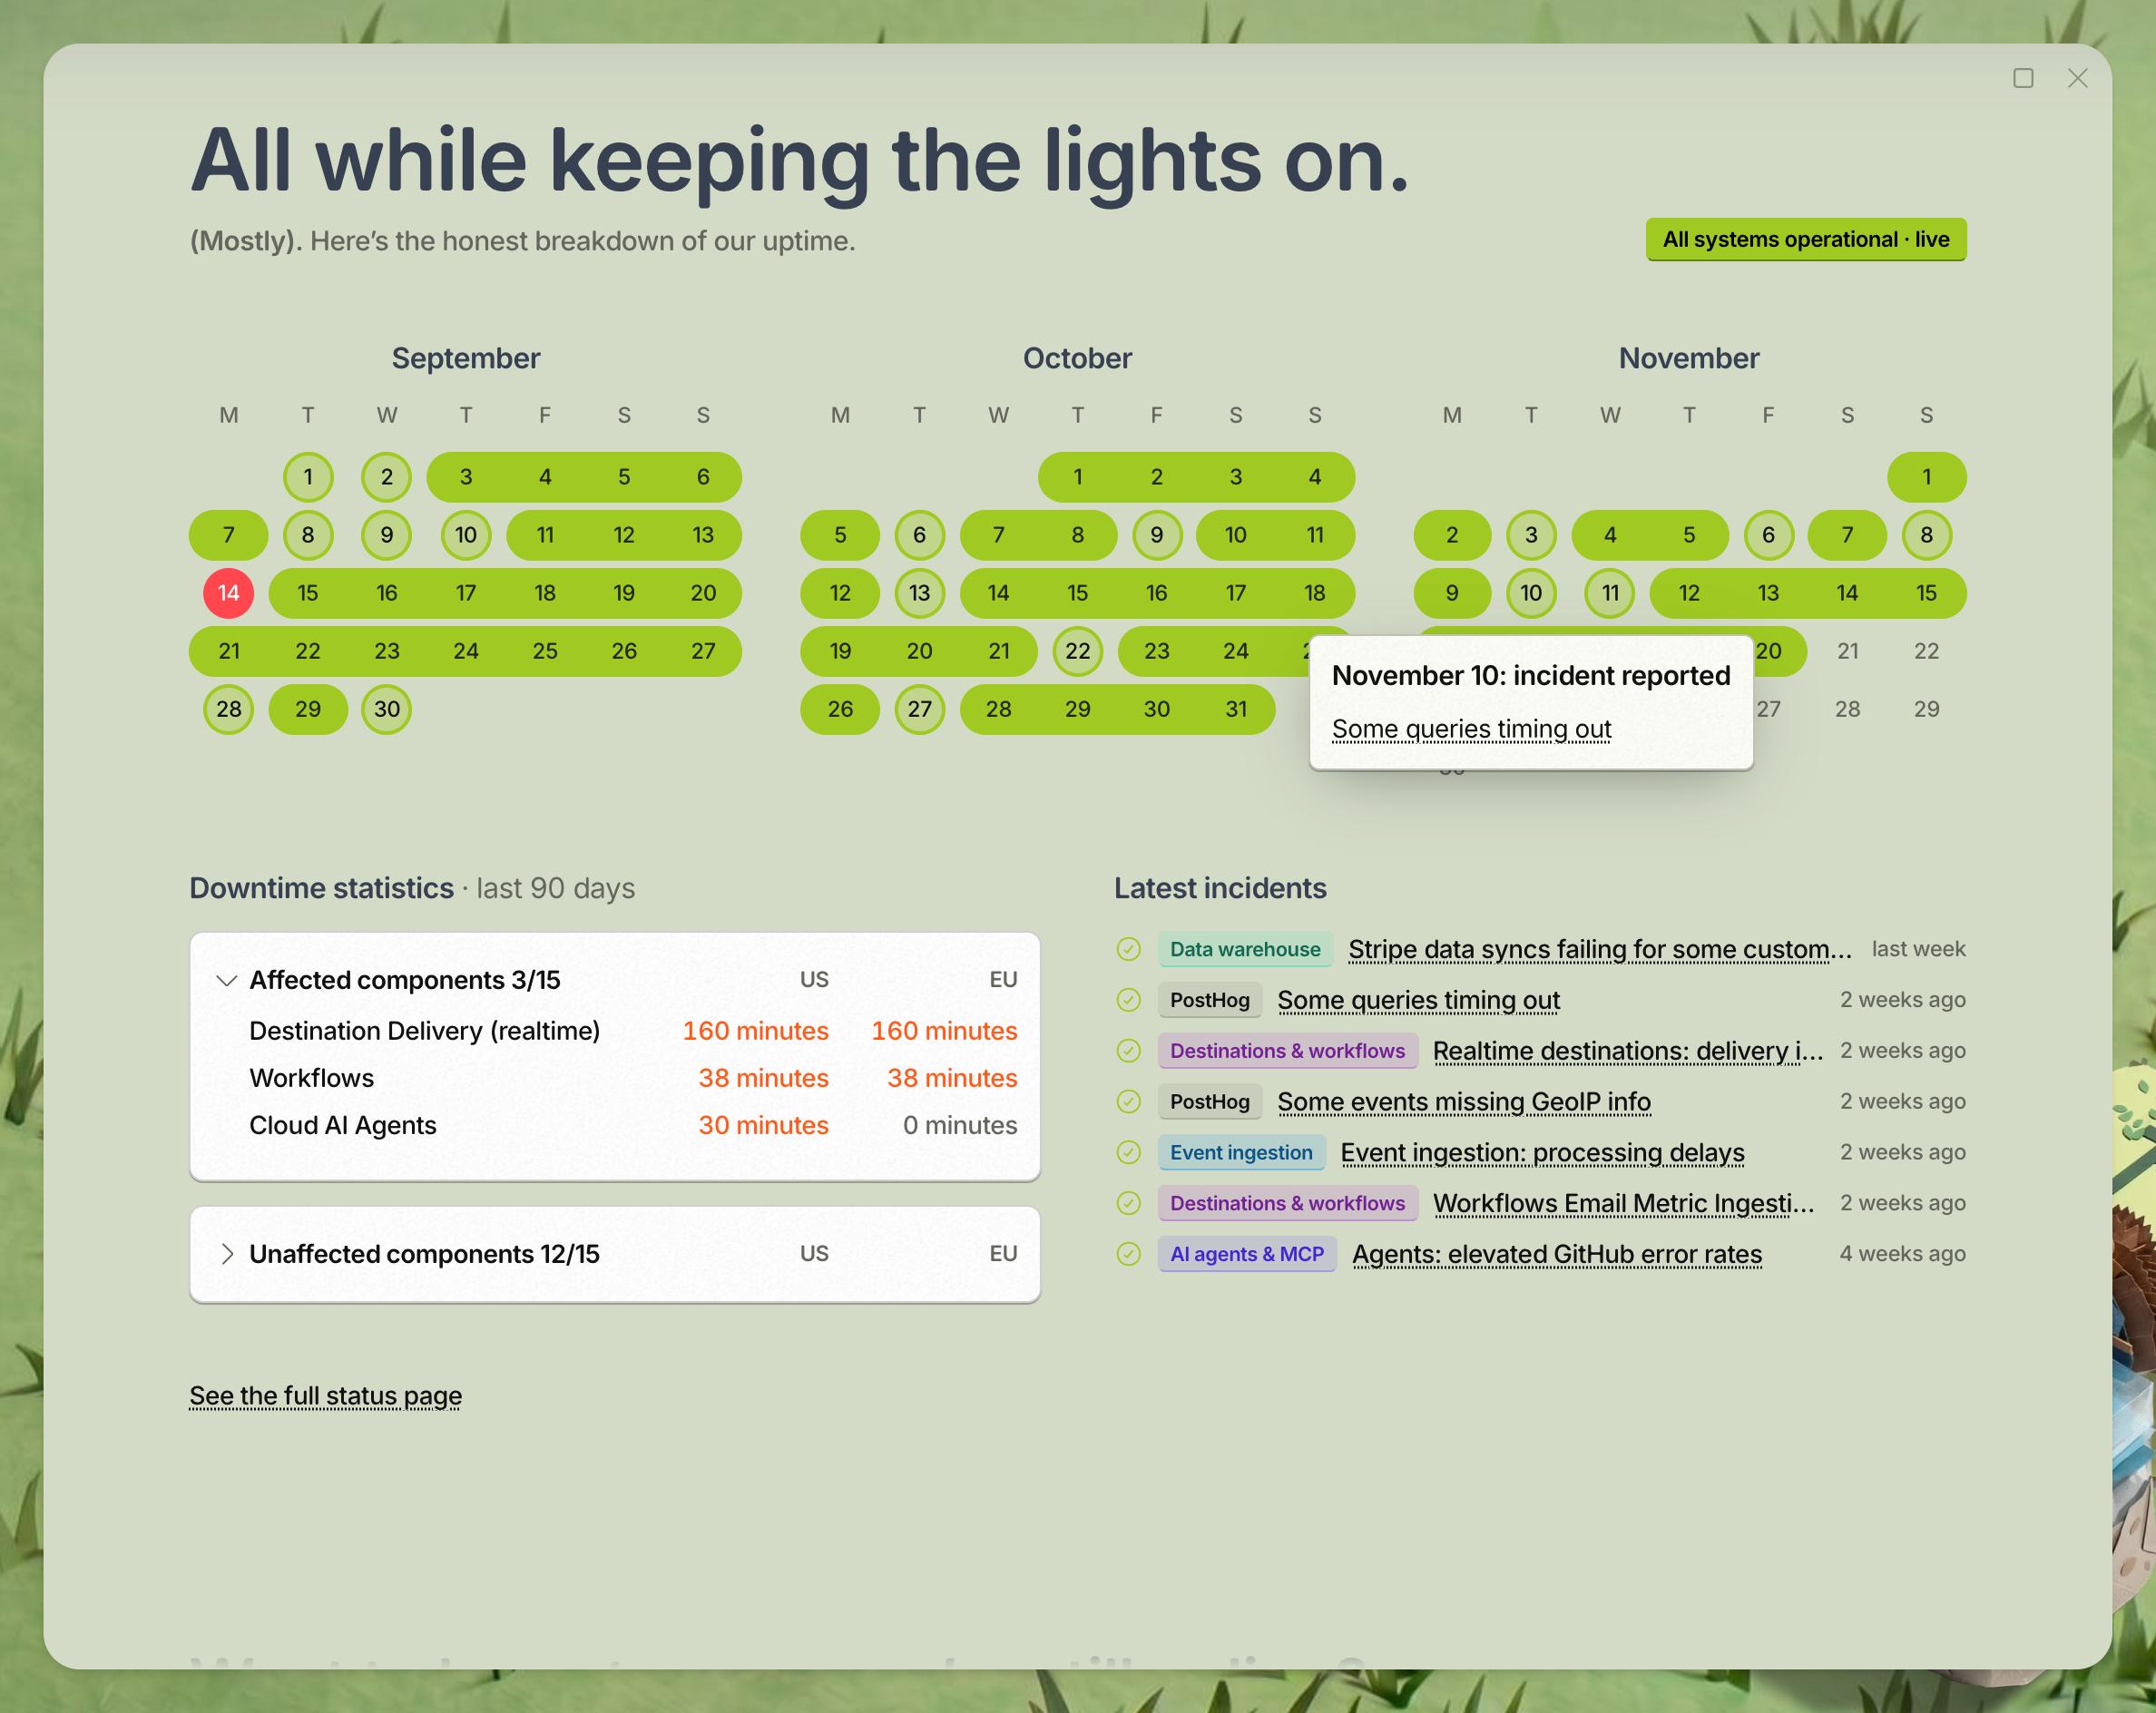 All while keeping the lights on.
(Mostly). Here's the honest breakdown of our uptime.
All systems operational · live
September
M T W T F S S
1 2 3 4 5 6
7 8 9 10 11 12 13
14 15 16 17 18 19 20
21 22 23 24 25 26 27
28 29 30
October
M T W T F S S
1 2 3 4
5 6 7 8 9 10 11
12 13 14 15 16 17 18
19 20 21 22 23 24
26 27 28 29 30 31
November
M T W T F S S
1
2 3 4 5 6 7 8
9 10 11 12 13 14 15
20 21 22
27 28 29
November 10: incident reported
Some queries timing out
Downtime statistics · last 90 days
Affected components 3/15 US EU
Destination Delivery (realtime) 160 minutes 160 minutes
Workflows 38 minutes 38 minutes
Cloud AI Agents 30 minutes 0 minutes
Unaffected components 12/15 US EU
See the full status page
Latest incidents
Data warehouse Stripe data syncs failing for some custom... last week
PostHog Some queries timing out 2 weeks ago
Destinations & workflows Realtime destinations: delivery i... 2 weeks ago
PostHog Some events missing GeoIP info 2 weeks ago
Event ingestion Event ingestion: processing delays 2 weeks ago
Destinations & workflows Workflows Email Metric Ingesti... 2 weeks ago
AI agents & MCP Agents: elevated GitHub error rates 4 weeks ago